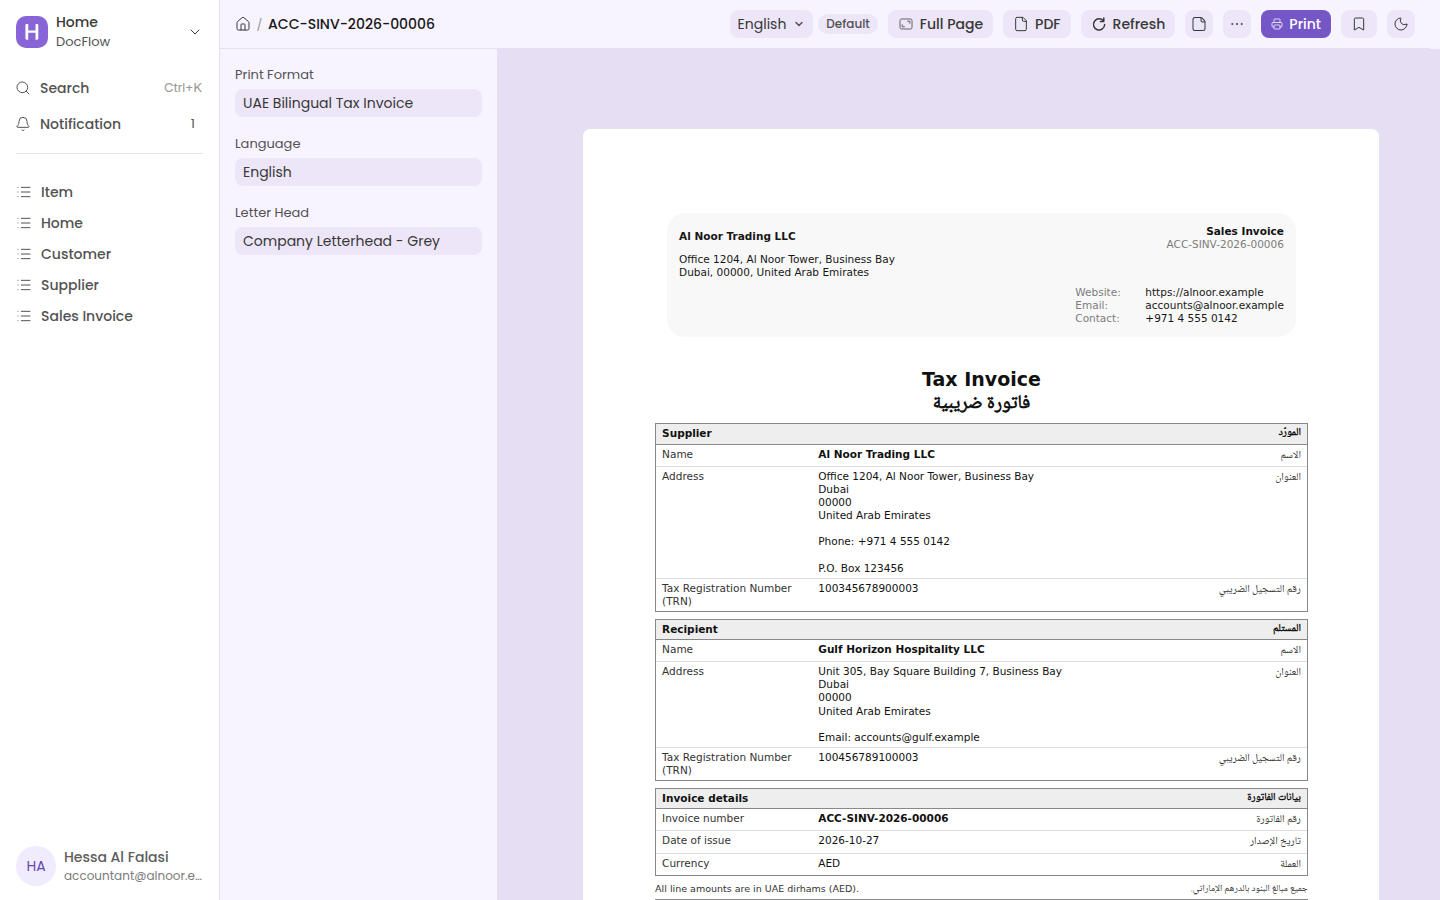 H
Home
DocFlow
Search
Ctrl+K
Notification
1
Item
Home
Customer
Supplier
Sales Invoice
HA
Hessa Al Falasi
accountant@alnoor.e...
/ ACC-SINV-2026-00006
English
Default
Full Page
PDF
Refresh
Print
Print Format
UAE Bilingual Tax Invoice
Language
English
Letter Head
Company Letterhead - Grey
Al Noor Trading LLC
Office 1204, Al Noor Tower, Business Bay
Dubai, 00000, United Arab Emirates
Sales Invoice
ACC-SINV-2026-00006
Website: https://alnoor.example
Email: accounts@alnoor.example
Contact: +971 4 555 0142
Tax Invoice
فاتورة ضريبية
Supplier المورّد
Name Al Noor Trading LLC الاسم
Address Office 1204, Al Noor Tower, Business Bay العنوان
Dubai
00000
United Arab Emirates
Phone: +971 4 555 0142
P.O. Box 123456
Tax Registration Number 100345678900003 رقم التسجيل الضريبي
(TRN)
Recipient المستلم
Name Gulf Horizon Hospitality LLC الاسم
Address Unit 305, Bay Square Building 7, Business Bay العنوان
Dubai
00000
United Arab Emirates
Email: accounts@gulf.example
Tax Registration Number 100456789100003 رقم التسجيل الضريبي
(TRN)
Invoice details بيانات الفاتورة
Invoice number ACC-SINV-2026-00006 رقم الفاتورة
Date of issue 2026-10-27 تاريخ الإصدار
Currency AED العملة
All line amounts are in UAE dirhams (AED). جميع مبالغ البنود بالدرهم الإماراتي.